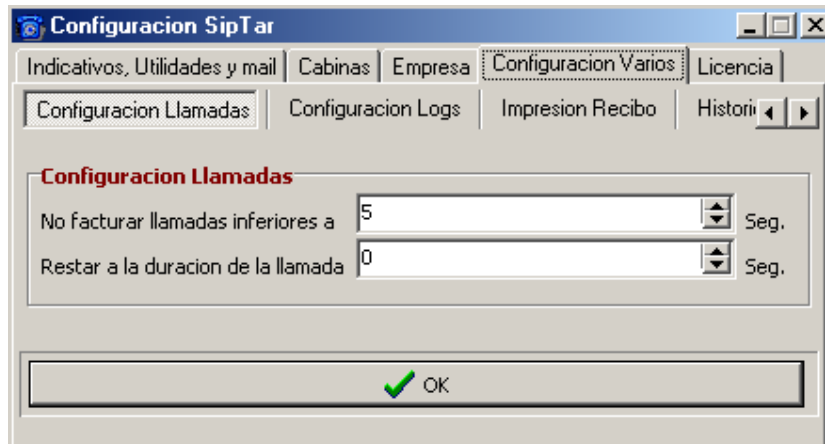 Configuracion SipTar
Indicativos, Utilidades y mail Cabinas Empresa Configuracion Varios Licencia
Configuracion Llamadas Configuracion Logs Impresion Recibo
Configuracion Llamadas
No facturar llamadas inferiores a 5 Seg.
Restar a la duracion de la llamada 0 Seg.
OK